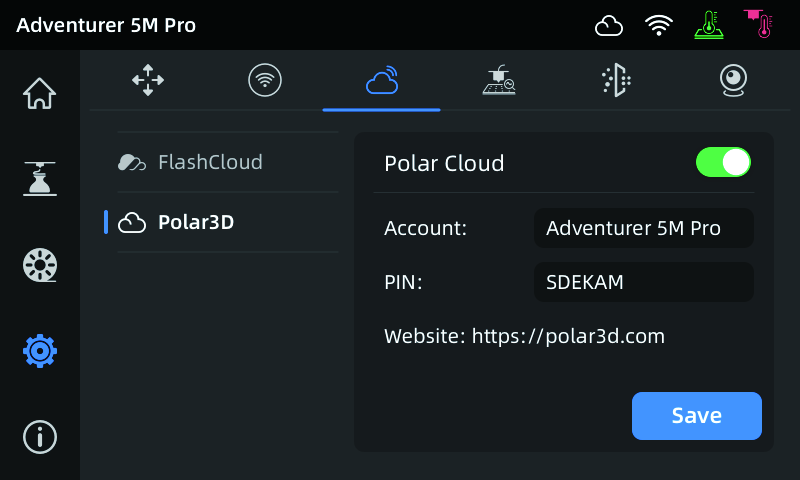 Adventurer 5M Pro
FlashCloud
Polar3D
Polar Cloud
Account: Adventurer 5M Pro
PIN: SDEKAM
Website: https://polar3d.com
Save